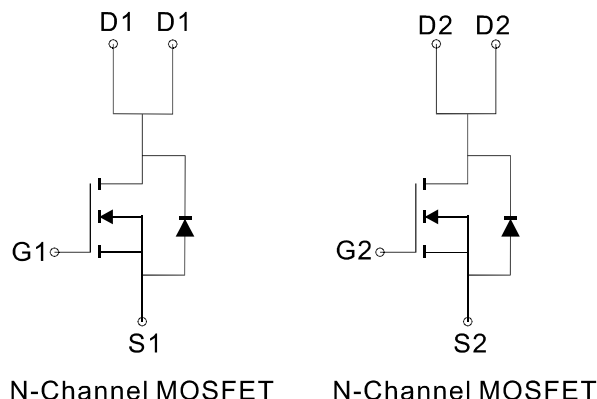 D1 D1 D2 D2
G1 G2
S1 S2
N-Channel MOSFET N-Channel MOSFET